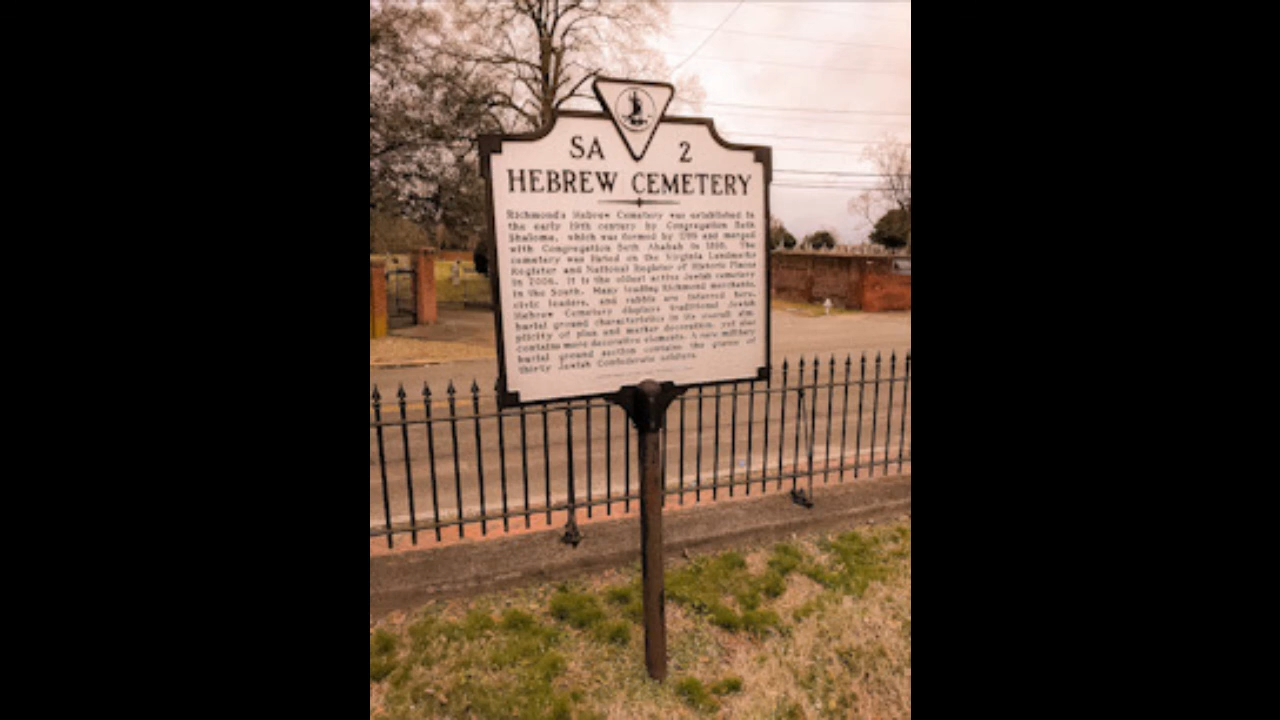 SA 2
HEBREW CEMETERY
Richmond's Hebrew Cemetery was established in
the early 19th century by Congregation Beth
Shalome, which was formed by 1789 and merged
with Congregation Beth Ahabah in 1898. The
cemetery was listed on the Virginia Landmarks
Register and National Register of Historic Places
in 2006. It is the oldest active Jewish cemetery
in the South. Many leading Richmond merchants,
civic leaders, and rabbis are interred here.
Hebrew Cemetery displays traditional Jewish
burial ground characteristics in its overall sim-
plicity of plan and marker decoration, yet also
contains more decorative elements. A rare military
burial ground section contains the graves of
thirty Jewish Confederate soldiers.